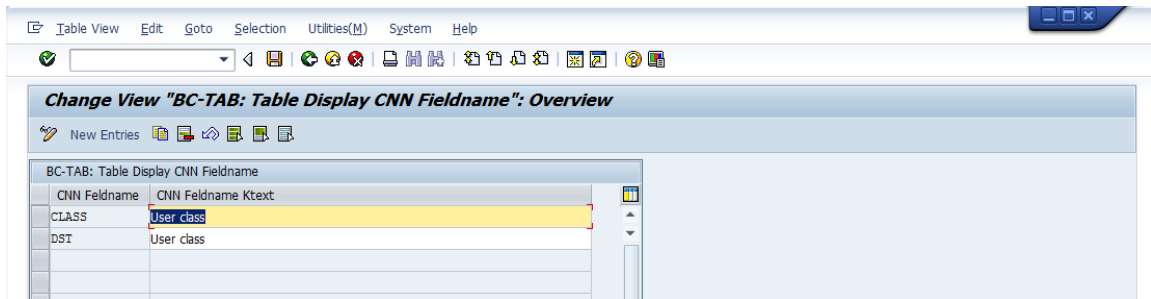 Table View Edit Goto Selection Utilities(M) System Help
Change View "BC-TAB: Table Display CNN Fieldname": Overview
New Entries
BC-TAB: Table Display CNN Fieldname
CNN Feldname CNN Feldname Ktext
CLASS User class
DST User class